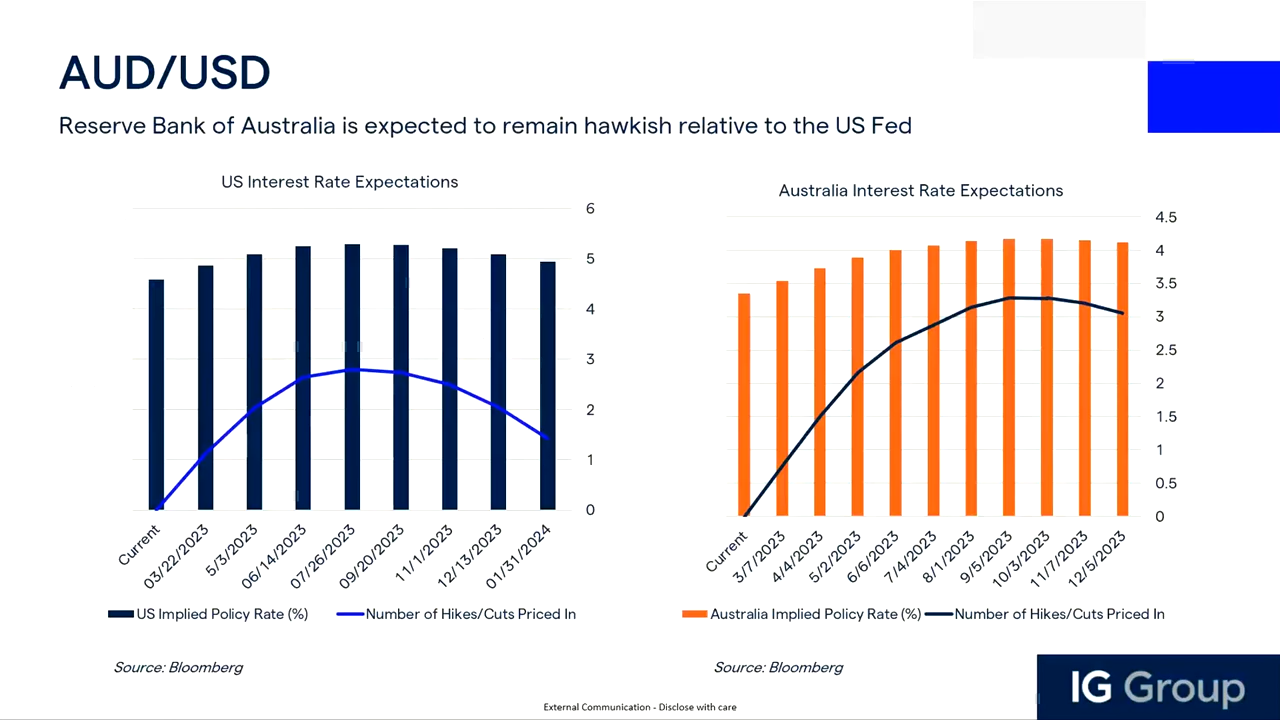 AUD/USD
Reserve Bank of Australia is expected to remain hawkish relative to the US Fed
US Interest Rate Expectations
6
5
4
3
2
1
0
Current
03/22/2023
5/3/2023
06/14/2023
07/26/2023
09/20/2023
11/1/2023
12/13/2023
01/31/2024
US Implied Policy Rate (%)
Number of Hikes/Cuts Priced In
Source: Bloomberg
Australia Interest Rate Expectations
4.5
4
3.5
3
2.5
2
1.5
1
0.5
0
Current
3/7/2023
4/4/2023
5/2/2023
6/6/2023
7/4/2023
8/1/2023
9/5/2023
10/3/2023
11/7/2023
12/5/2023
Australia Implied Policy Rate (%)
Number of Hikes/Cuts Priced In
Source: Bloomberg
IG Group
External Communication - Disclose with care